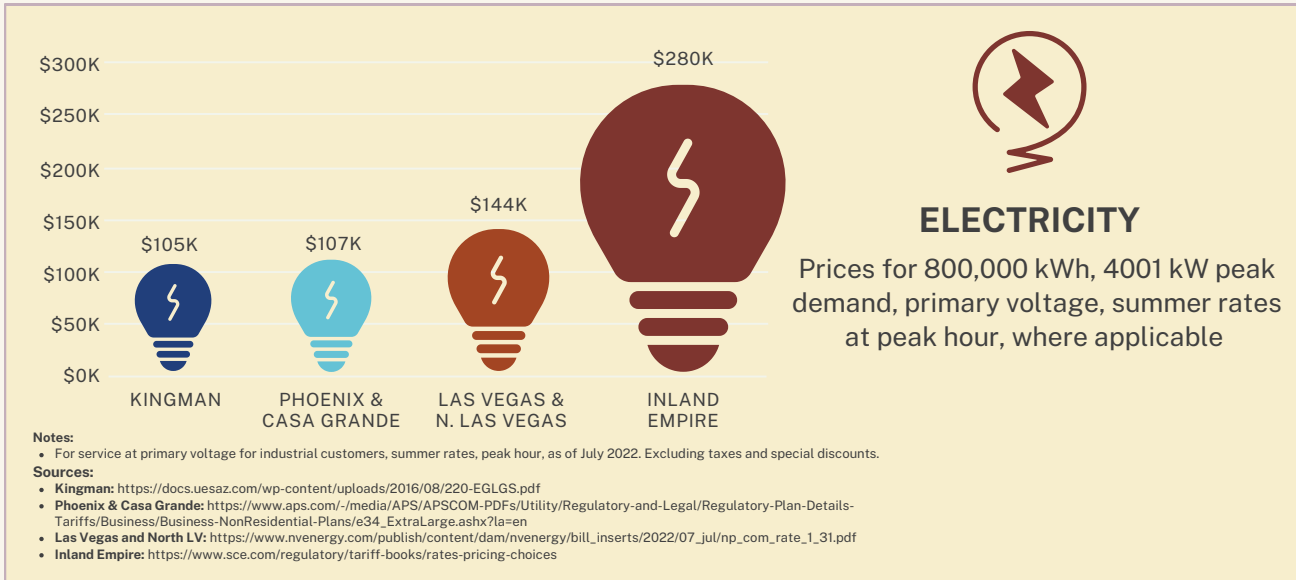 $300K
$250K
$200K
$150K
$100K
$50K
$0K
$105K
$107K
$144K
$280K
KINGMAN
PHOENIX &
CASA GRANDE
LAS VEGAS &
N. LAS VEGAS
INLAND
EMPIRE
ELECTRICITY
Prices for 800,000 kWh, 4001 kW peak
demand, primary voltage, summer rates
at peak hour, where applicable
Notes:
• For service at primary voltage for industrial customers, summer rates, peak hour, as of July 2022. Excluding taxes and special discounts.
Sources:
• Kingman: https://docs.uesaz.com/wp-content/uploads/2016/08/220-EGLGS.pdf
• Phoenix & Casa Grande: https://www.aps.com/-/media/APS/APSCOM-PDFs/Utility/Regulatory-and-Legal/Regulatory-Plan-Details-
Tariffs/Business/Business-NonResidential-Plans/e34_ExtraLarge.ashx?la=en
• Las Vegas and North LV: https://www.nvenergy.com/publish/content/dam/nvenergy/bill_inserts/2022/07_jul/np_com_rate_1_31.pdf
• Inland Empire: https://www.sce.com/regulatory/tariff-books/rates-pricing-choices